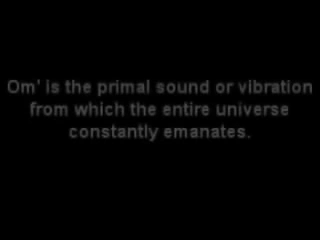 Om' is the primal sound or vibration
from which the entire universe
constantly emanates.